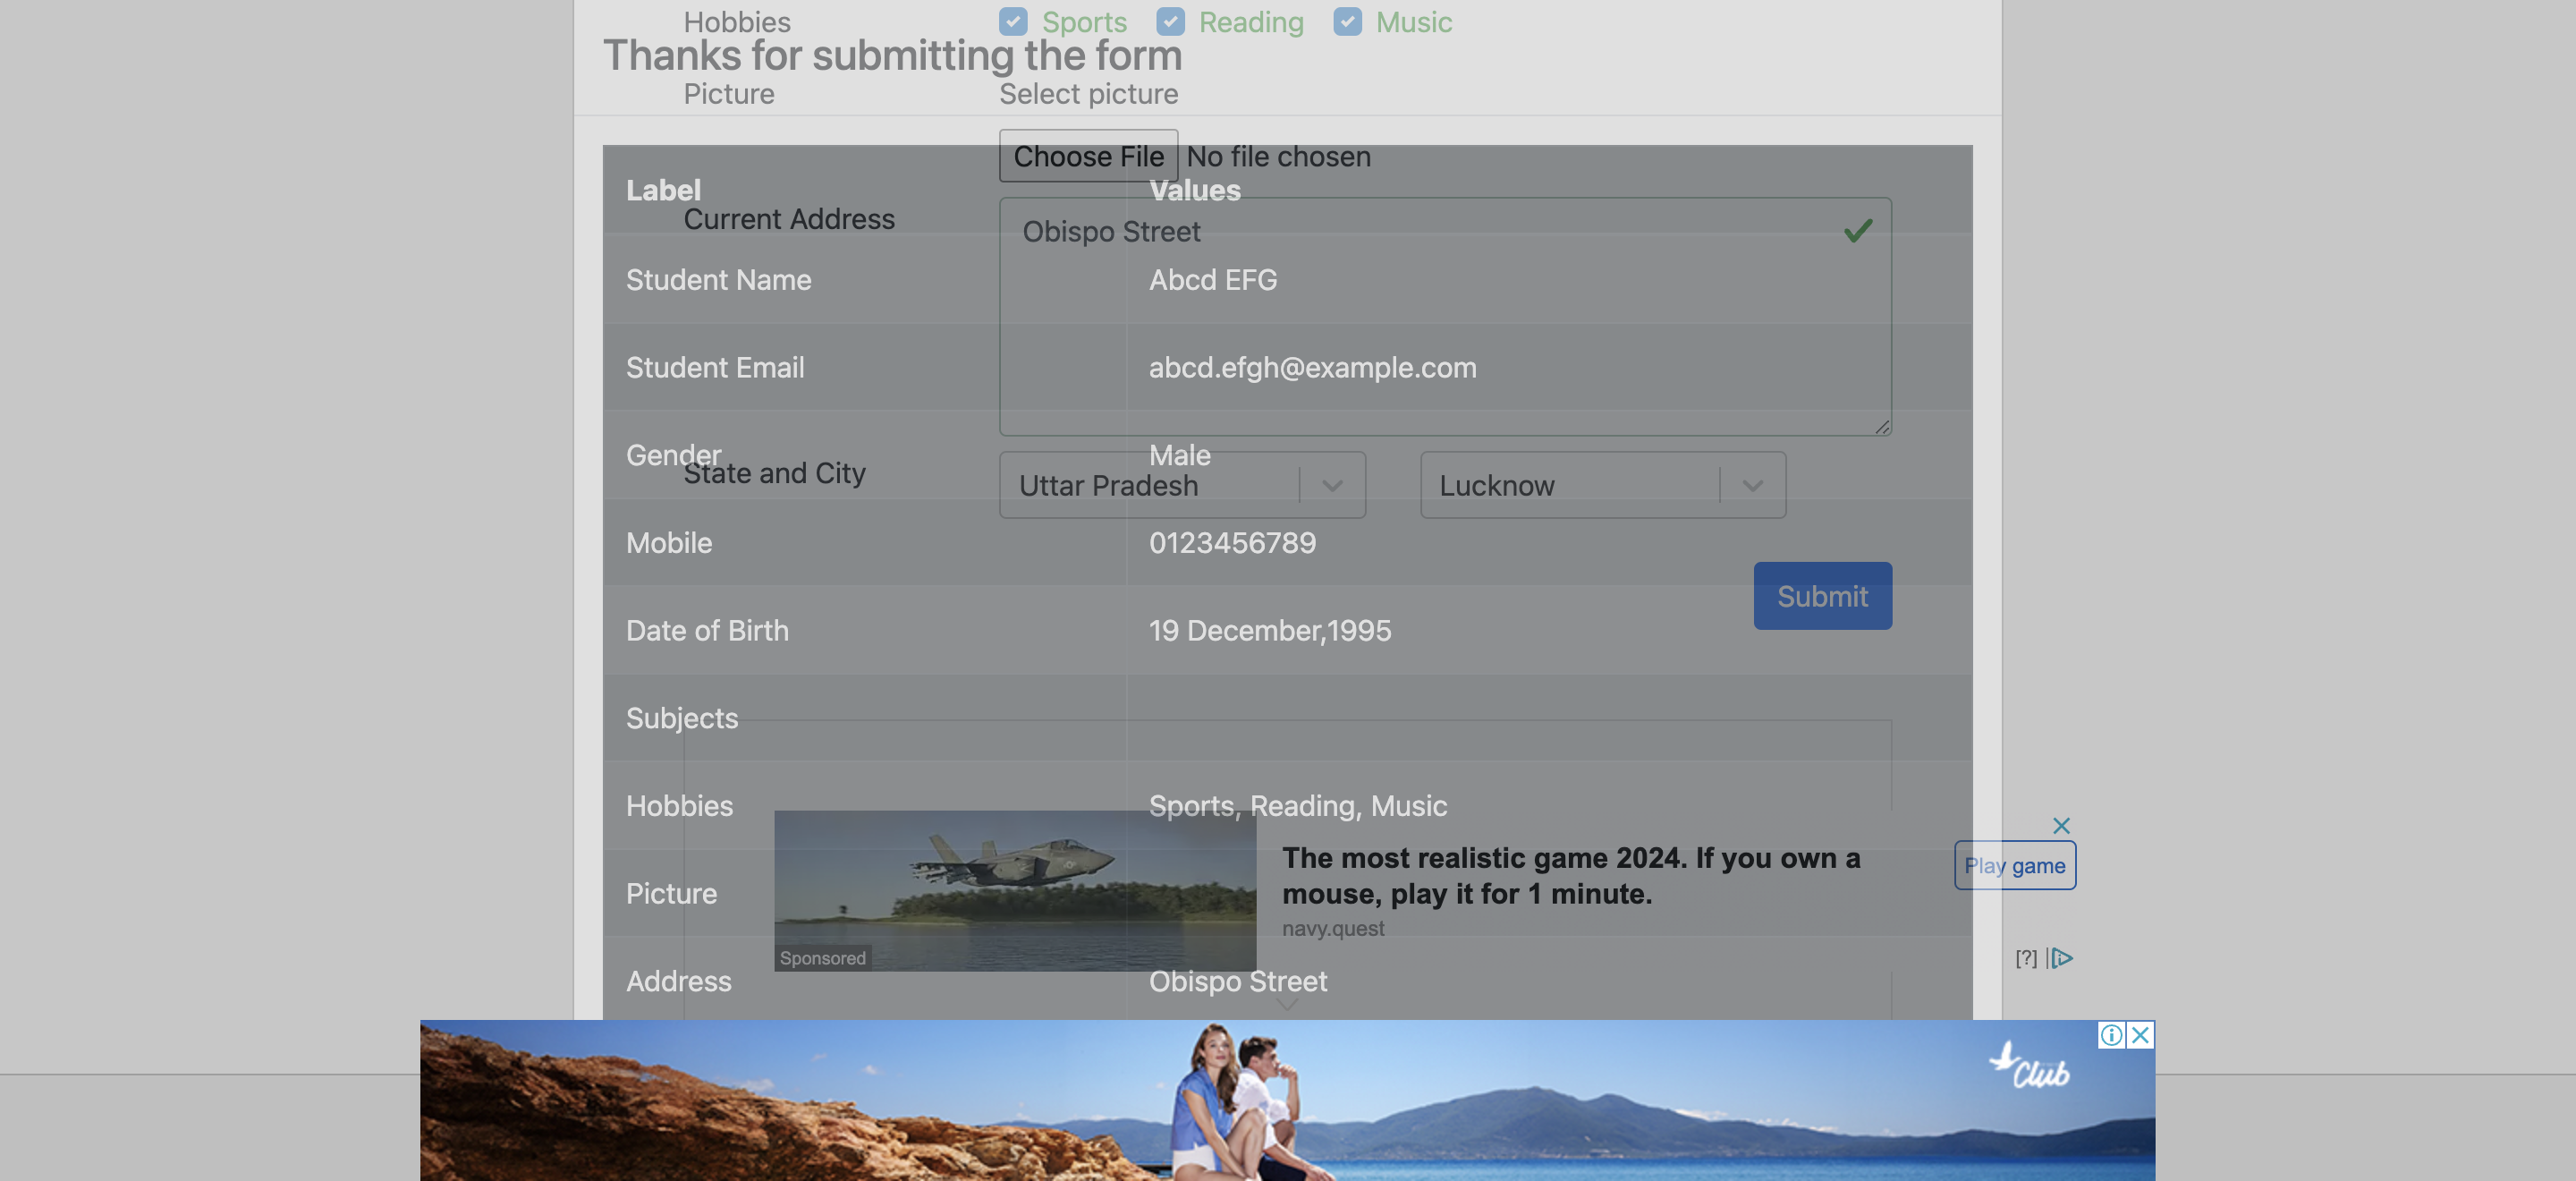 Hobbies Sports Reading Music
Thanks for submitting the form
Picture Select picture
Choose File No file chosen
Label Values
Current Address Obispo Street
Student Name Abcd EFG
Student Email abcd.efgh@example.com
Gender Male
State and City Uttar Pradesh Lucknow
Mobile 0123456789
Submit
Date of Birth 19 December,1995
Subjects
Hobbies Sports, Reading, Music
The most realistic game 2024. If you own a
mouse, play it for 1 minute.
Play game
Picture
navy.quest
Sponsored
[?]
Address Obispo Street
Club